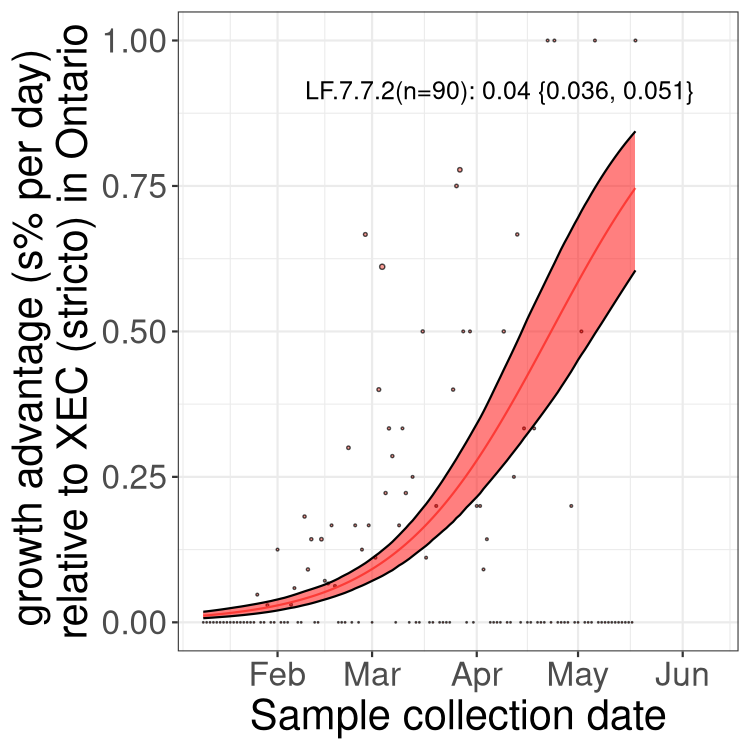 growth advantage (s% per day)
relative to XEC (stricto) in Ontario
1.00
0.75
0.50
0.25
0.00
LF.7.7.2(n=90): 0.04 {0.036, 0.051}
Feb Mar Apr May Jun
Sample collection date